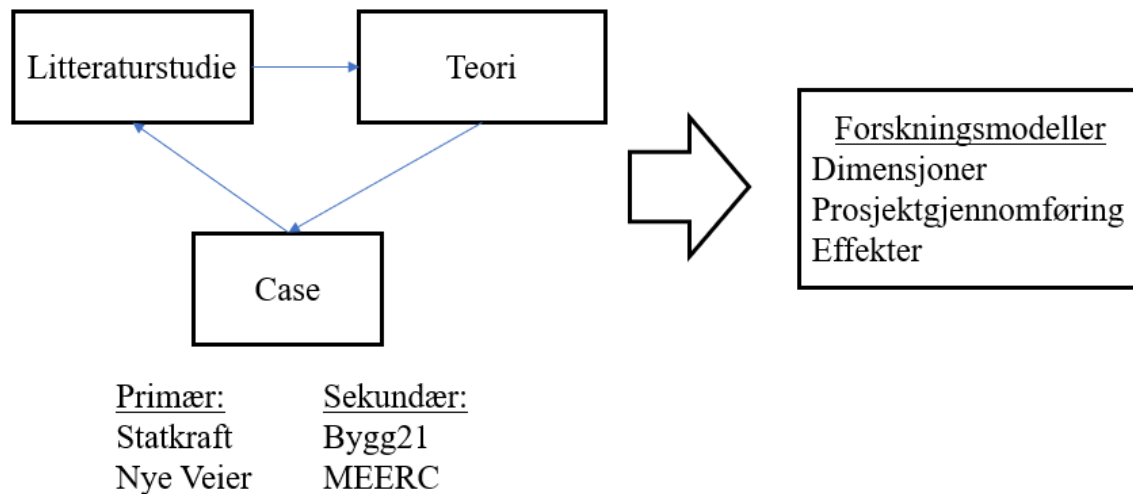 Litteraturstudie
Teori
Case
Primær:
Statkraft
Nye Veier
Sekundær:
Bygg21
MEERC
Forskningsmodeller
Dimensjoner
Prosjektgjennomføring
Effekter